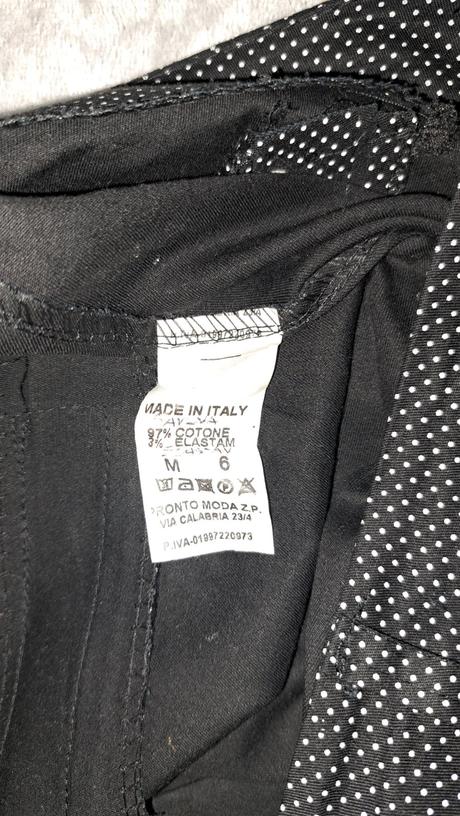 MADE IN ITALY
97% COTONE
3% ELASTAM
M 6
PRONTO MODA Z.P.
VIA CALABRIA 23/4
P.IVA-01997220973